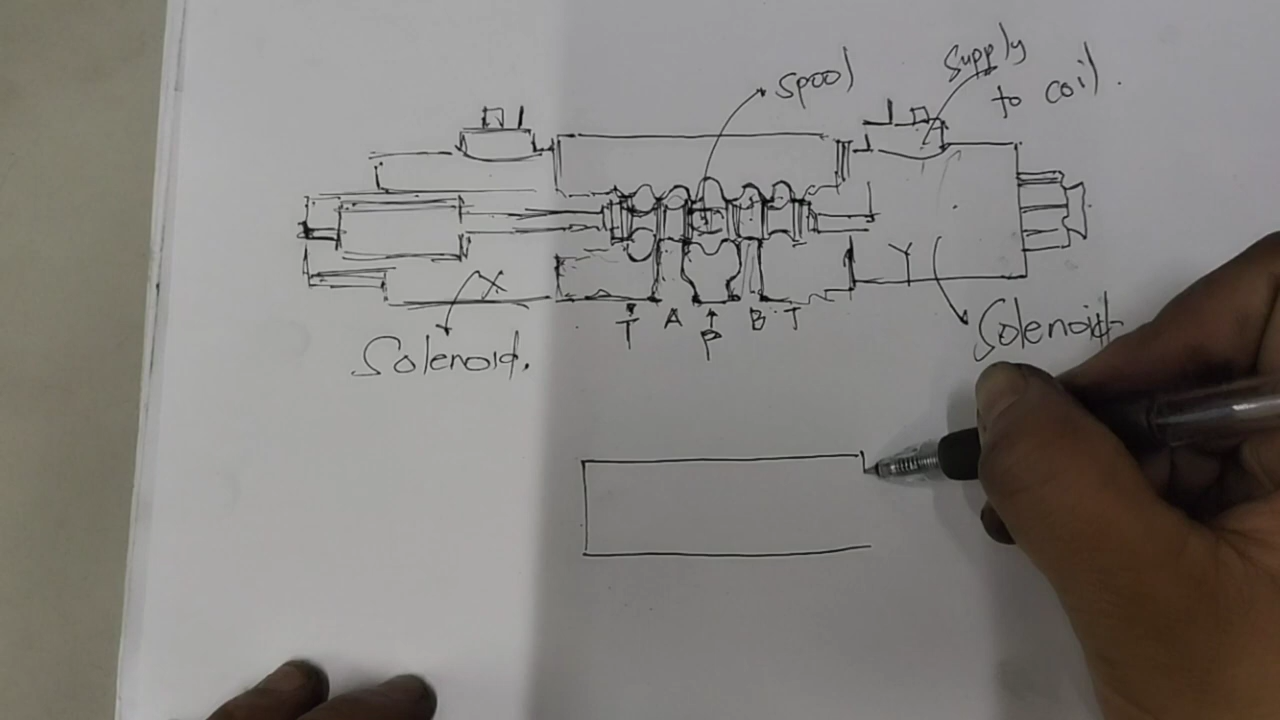 Supply
to coil.
spool
X
Y
T A P B T
Solenoid.
Solenoid